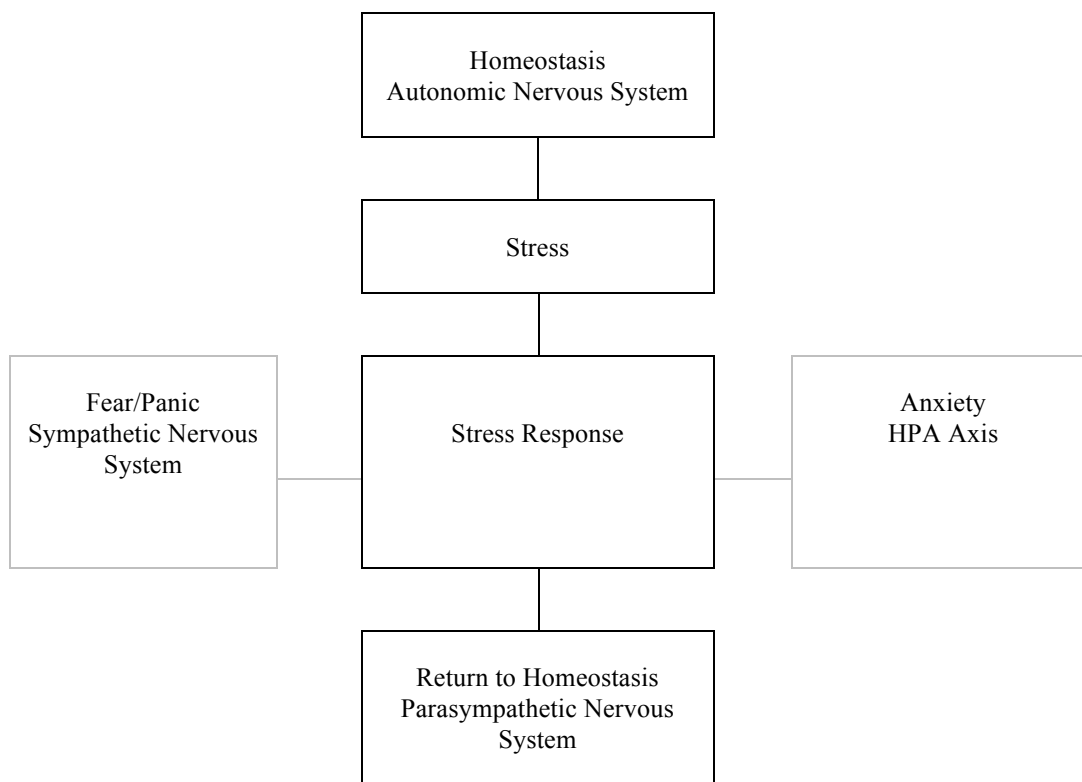 Homeostasis
Autonomic Nervous System
Stress
Fear/Panic
Sympathetic Nervous
System
Stress Response
Anxiety
HPA Axis
Return to Homeostasis
Parasympathetic Nervous
System